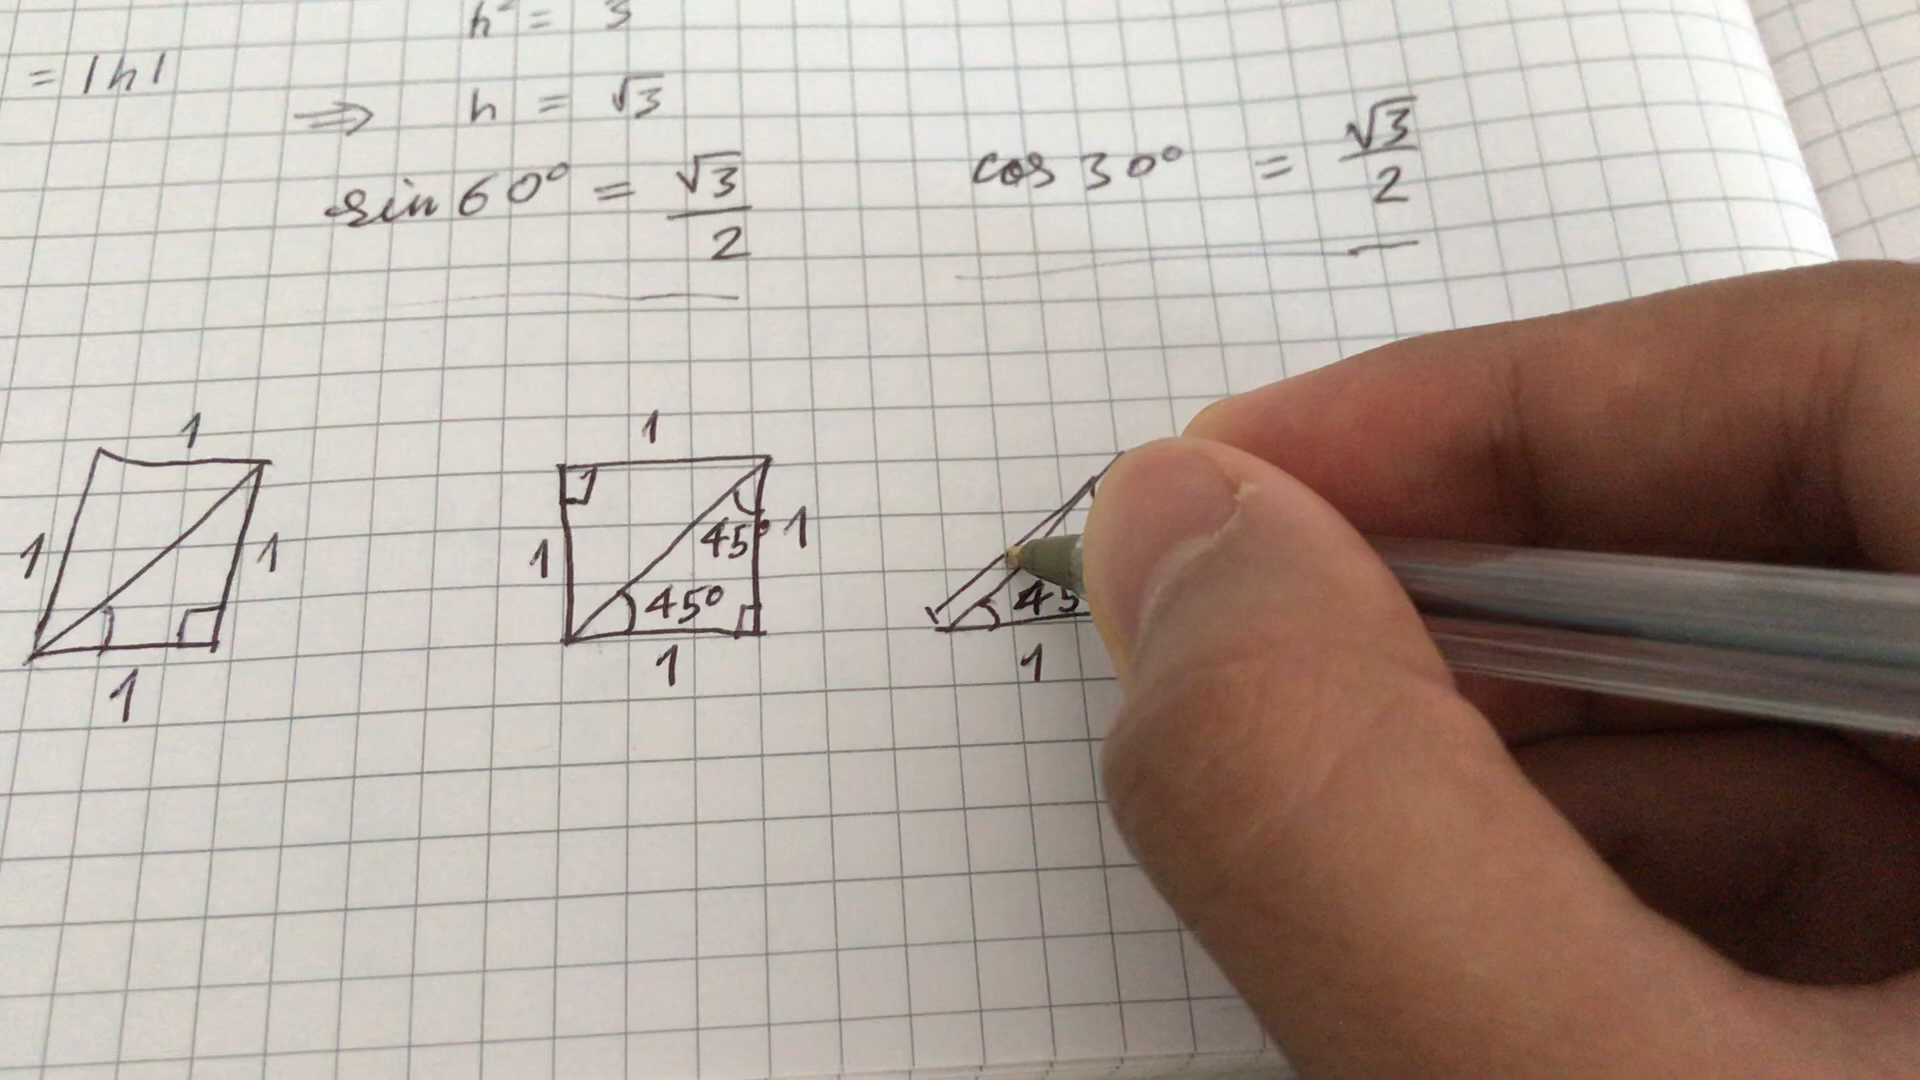 h² = 3
= |h|
⇒ h = √3
sin 60° = √3/2
cos 30° = √3/2
1
1
1
1
1
1
1
45°
45°
1
45
1